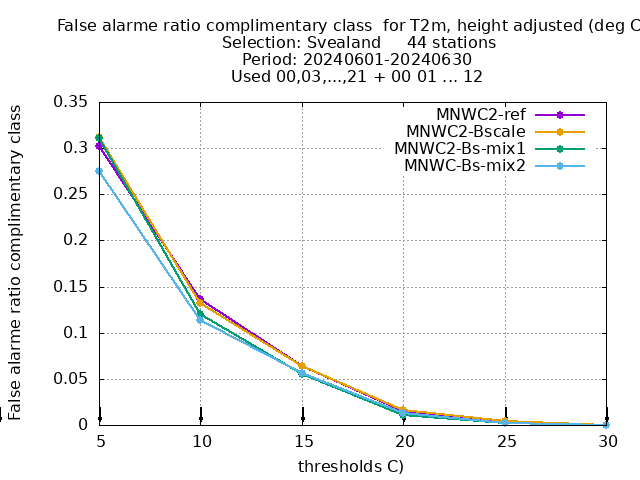 False alarme ratio complimentary class  for T2m, height adjusted (deg C
Selection: Svealand     44 stations
Period: 20240601-20240630
Used 00,03,...,21 + 00 01 ... 12
False alarme ratio complimentary class
0.35
0.3
0.25
0.2
0.15
0.1
0.05
0
MNWC2-ref
MNWC2-Bscale
MNWC2-Bs-mix1
MNWC-Bs-mix2
5 10 15 20 25 30
thresholds C)